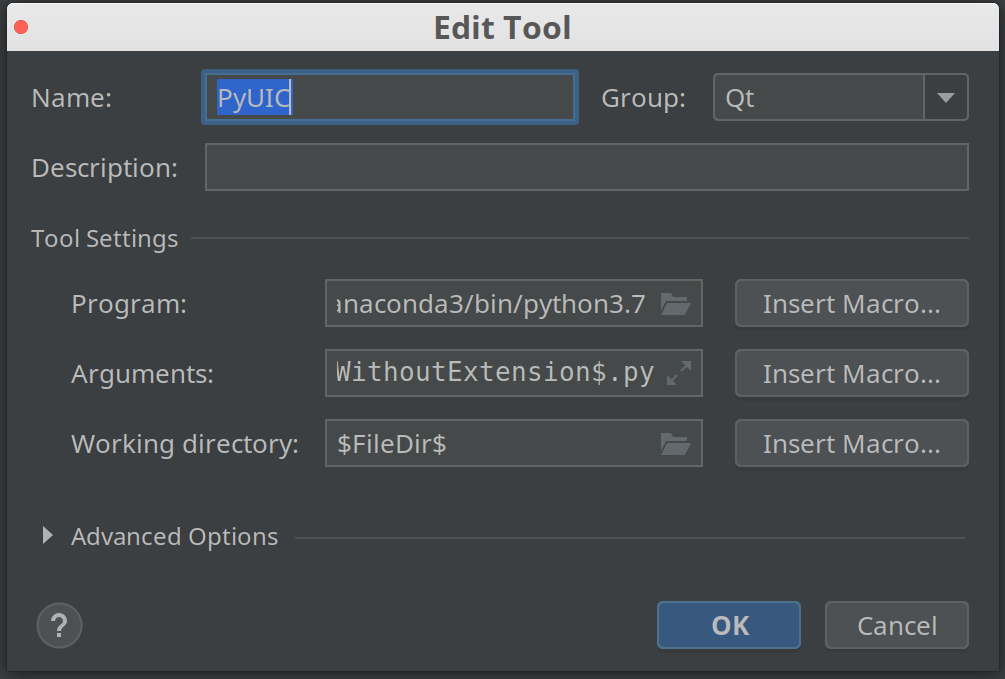 Edit Tool
Name: PyUIC Group: Qt
Description:
Tool Settings
Program: anaconda3/bin/python3.7 Insert Macro...
Arguments: WithoutExtension$.py Insert Macro...
Working directory: $FileDir$ Insert Macro...
Advanced Options
? OK Cancel